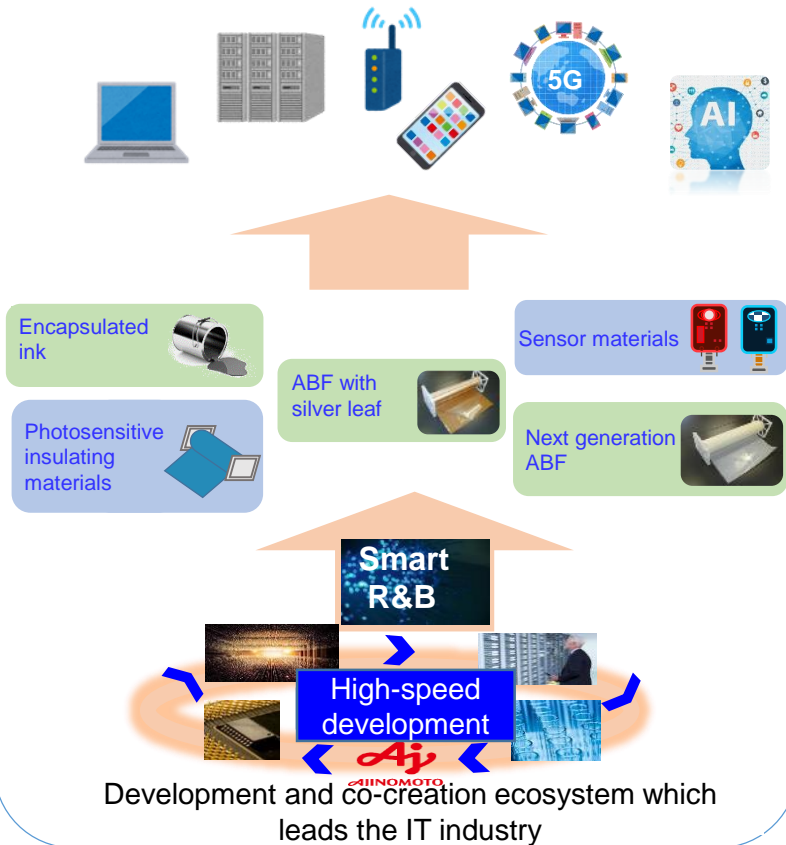 5G
AI
Encapsulated
ink
Sensor materials
ABF with
silver leaf
Photosensitive
insulating
materials
Next generation
ABF
Smart
R&B
High-speed
development
Aj
AJINOMOTO
Development and co-creation ecosystem which
leads the IT industry